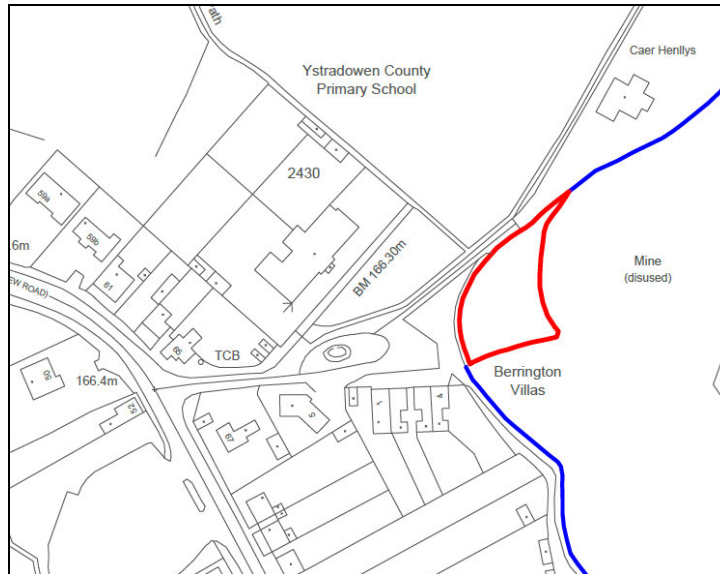 ath
Ystradowen County
Primary School
Caer Henllys
2430
59a
59b
61
.6m
BM 166.30m
Mine
(disused)
EW ROAD)
65
TCB
50
166.4m
52
Berrington
Villas
67
5
1
4